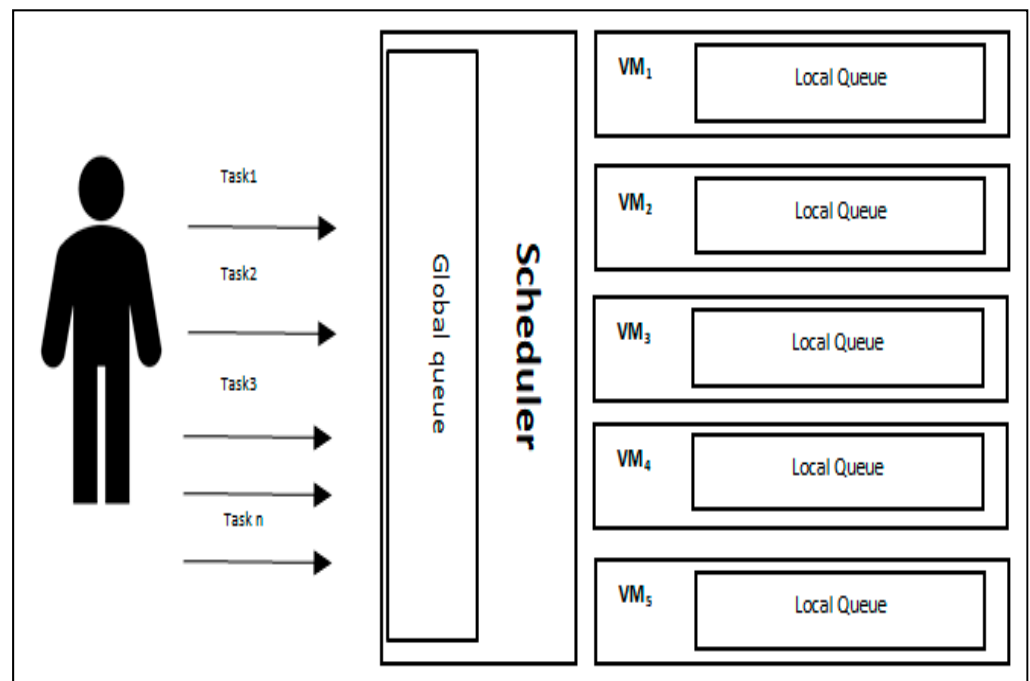 Task1
Task2
Task3
Task n
Global queue
Scheduler
VM₁
Local Queue
VM₂
Local Queue
VM₃
Local Queue
VM₄
Local Queue
VM₅
Local Queue